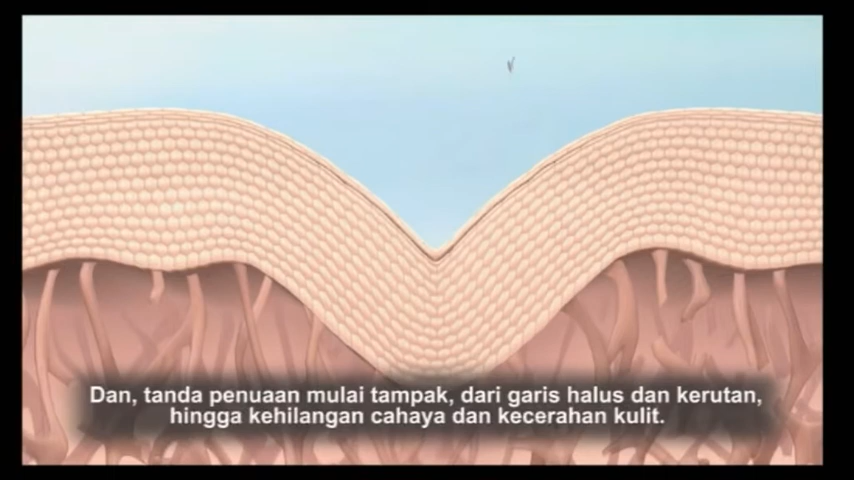 Dan, tanda penuaan mulai tampak, dari garis halus dan kerutan,
hingga kehilangan cahaya dan kecerahan kulit.